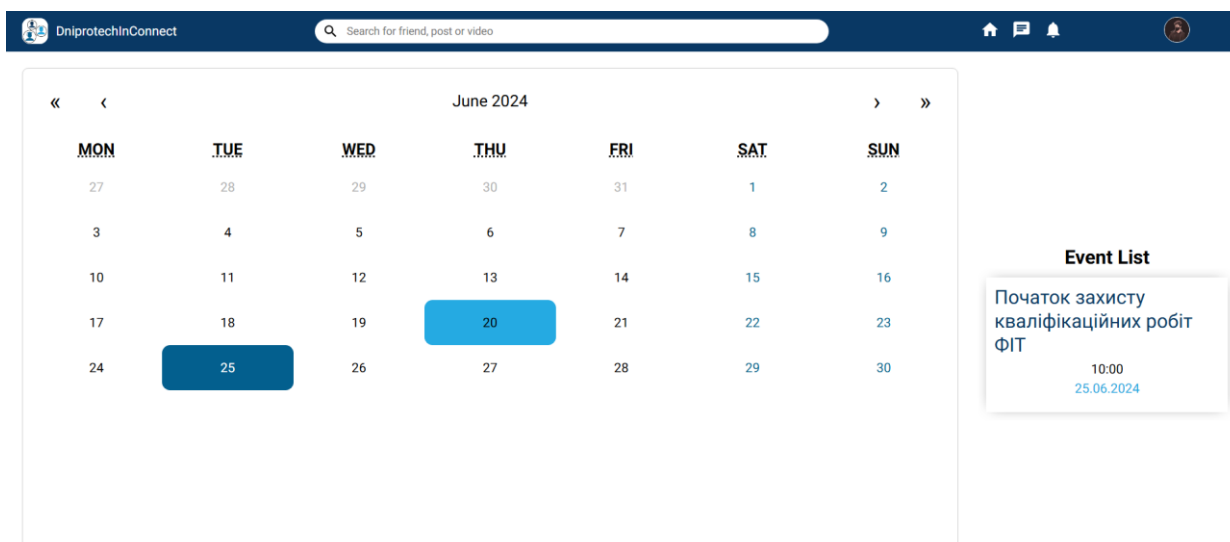 DniprotechInConnect Search for friend, post or video
« ‹ June 2024 › »
MON TUE WED THU FRI SAT SUN
27 28 29 30 31 1 2
3 4 5 6 7 8 9
10 11 12 13 14 15 16
17 18 19 20 21 22 23
24 25 26 27 28 29 30
Event List
Початок захисту
кваліфікаційних робіт
ФІТ
10:00
25.06.2024